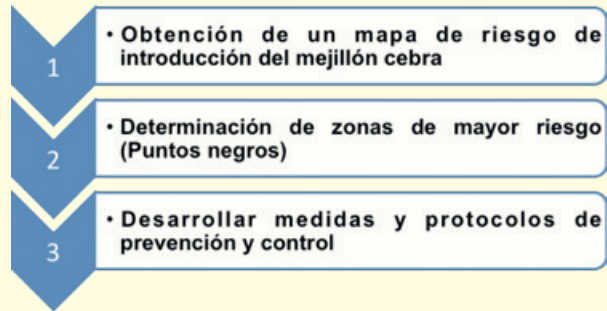 1
• Obtención de un mapa de riesgo de
introducción del mejillón cebra
2
• Determinación de zonas de mayor riesgo
(Puntos negros)
3
• Desarrollar medidas y protocolos de
prevención y control